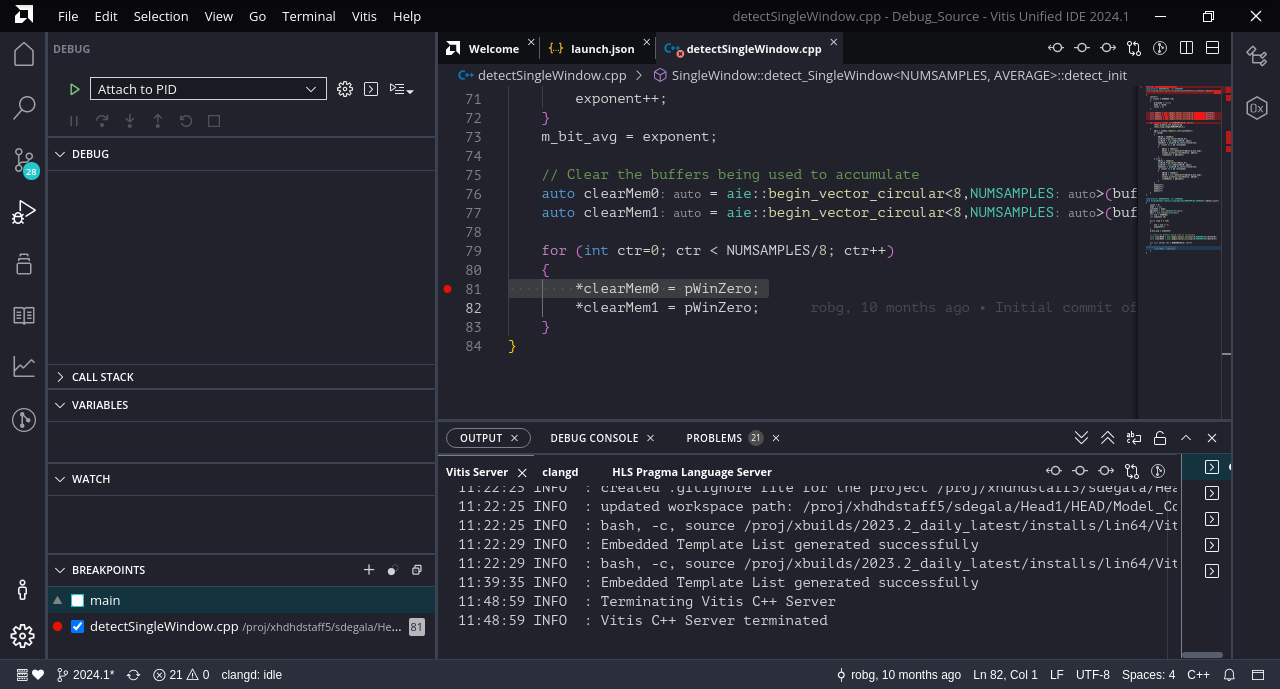 File Edit Selection View Go Terminal Vitis Help detectSingleWindow.cpp - Debug_Source - Vitis Unified IDE 2024.1
DEBUG
Attach to PID
DEBUG
CALL STACK
VARIABLES
WATCH
BREAKPOINTS
main
detectSingleWindow.cpp /proj/xhdhdstaff5/sdegala/He... 81
28
Welcome launch.json detectSingleWindow.cpp
detectSingleWindow.cpp > SingleWindow::detect_SingleWindow<NUMSAMPLES, AVERAGE>::detect_init
71 exponent++;
72 }
73 m_bit_avg = exponent;
74
75 // Clear the buffers being used to accumulate
76 auto clearMem0: auto = aie::begin_vector_circular<8,NUMSAMPLES: auto>(buf
77 auto clearMem1: auto = aie::begin_vector_circular<8,NUMSAMPLES: auto>(buf
78
79 for (int ctr=0; ctr < NUMSAMPLES/8; ctr++)
80 {
81 *clearMem0 = pWinZero;
82 *clearMem1 = pWinZero; robg, 10 months ago • Initial commit of
83 }
84 }
OUTPUT DEBUG CONSOLE PROBLEMS 21
Vitis Server clangd HLS Pragma Language Server
11:22:25 INFO : created .gitignore file for the project /proj/xhdhdstaff5/sdegala/Hea
11:22:25 INFO : updated workspace path: /proj/xhdhdstaff5/sdegala/Head1/HEAD/Model_Co
11:22:25 INFO : bash, -c, source /proj/xbuilds/2023.2_daily_latest/installs/lin64/Vit
11:22:29 INFO : Embedded Template List generated successfully
11:22:29 INFO : bash, -c, source /proj/xbuilds/2023.2_daily_latest/installs/lin64/Vit
11:39:35 INFO : Embedded Template List generated successfully
11:48:59 INFO : Terminating Vitis C++ Server
11:48:59 INFO : Vitis C++ Server terminated
0x
2024.1* 21 0 clangd: idle robg, 10 months ago Ln 82, Col 1 LF UTF-8 Spaces: 4 C++